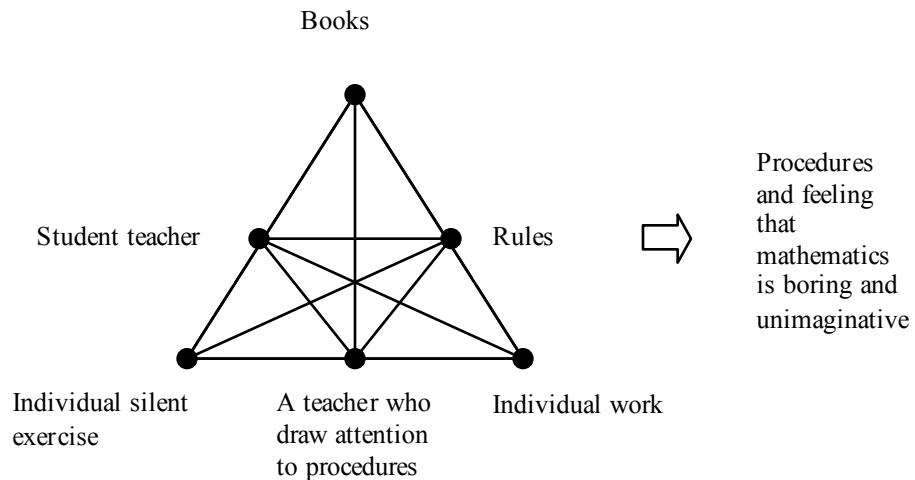 Books
Student teacher
Rules
Procedures
and feeling
that
mathematics
is boring and
unimaginative
Individual silent
exercise
A teacher who
draw attention
to procedures
Individual work